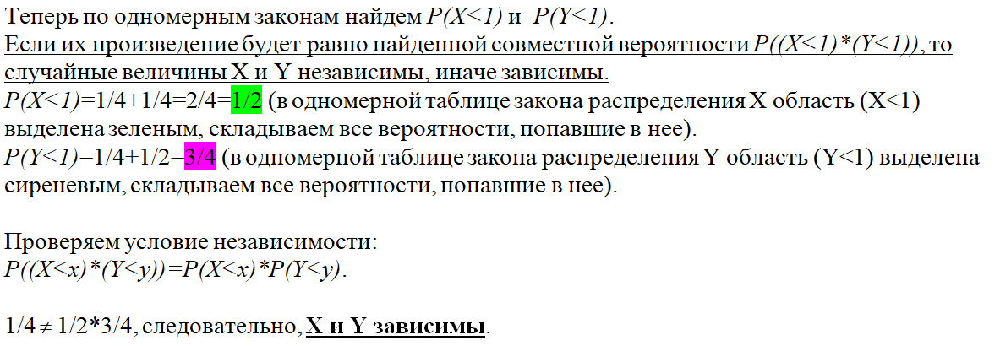 Теперь по одномерным законам найдем P(X<1) и P(Y<1).
Если их произведение будет равно найденной совместной вероятности P((X<1)*(Y<1)), то
случайные величины X и Y независимы, иначе зависимы.
P(X<1)=1/4+1/4=2/4=1/2 (в одномерной таблице закона распределения X область (X<1)
выделена зеленым, складываем все вероятности, попавшие в нее).
P(Y<1)=1/4+1/2=3/4 (в одномерной таблице закона распределения Y область (Y<1) выделена
сиреневым, складываем все вероятности, попавшие в нее).
Проверяем условие независимости:
P((X<x)*(Y<y))=P(X<x)*P(Y<y).
1/4 ≠ 1/2*3/4, следовательно, X и Y зависимы.